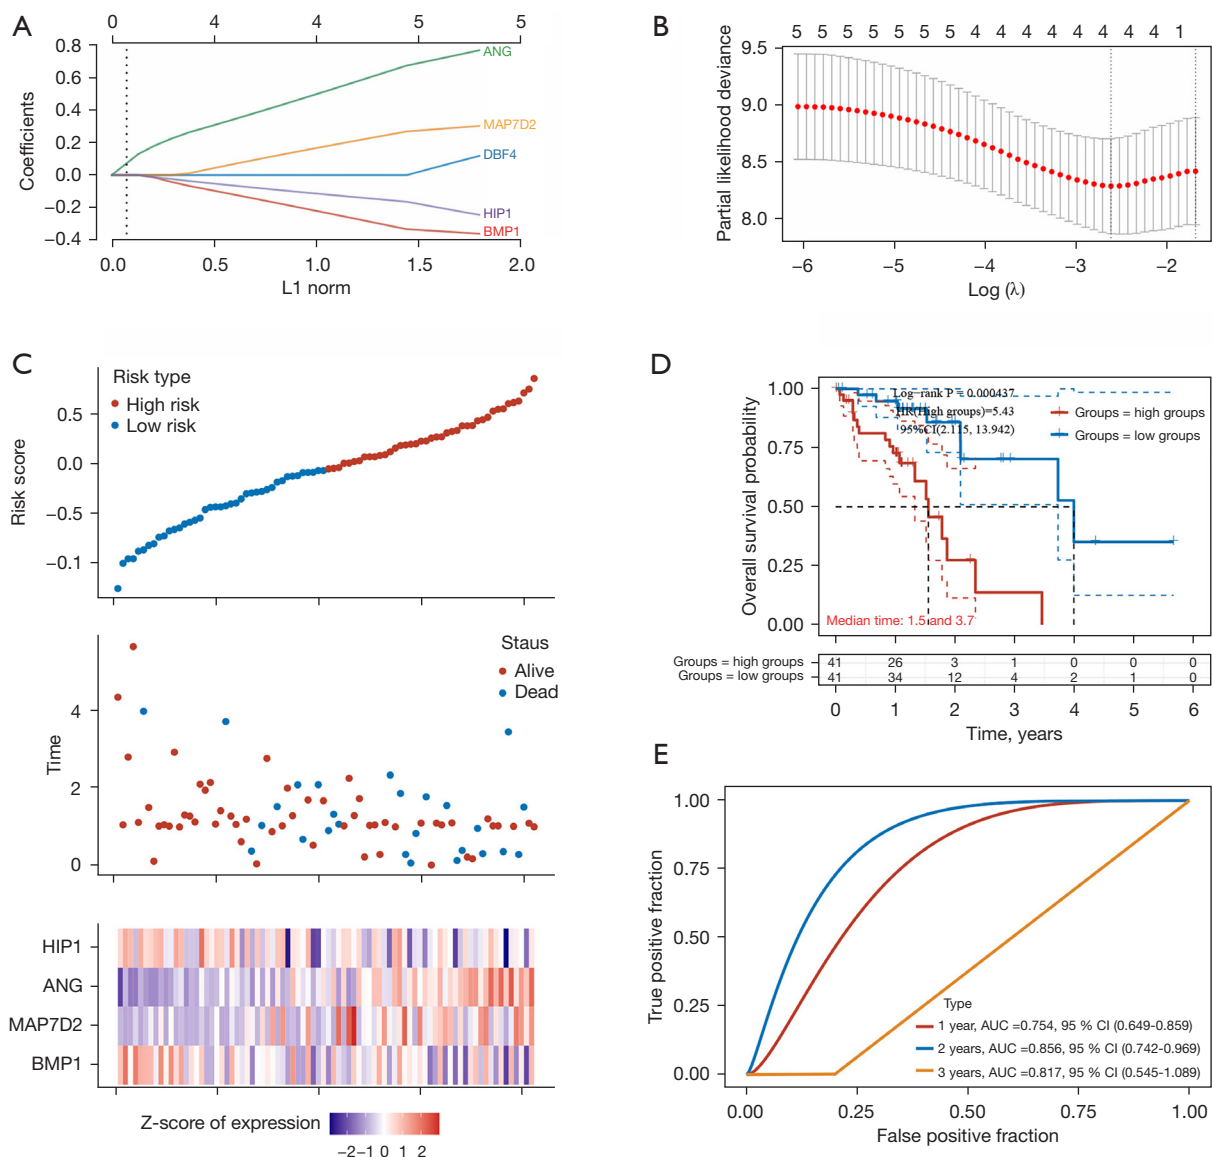 A
0 4 4 5 5
0.8
0.6
0.4
0.2
0.0
−0.2
−0.4
Coefficients
ANG
MAP7D2
DBF4
HIP1
BMP1
0.0 0.5 1.0 1.5 2.0
L1 norm
B
5 5 5 5 5 5 5 4 4 4 4 4 4 4 4 1
9.5
9.0
8.5
8.0
Partial likelihood deviance
−6 −5 −4 −3 −2
Log (λ)
C
Risk type
High risk
Low risk
0.5
0.0
−0.5
−0.1
Risk score
Staus
Alive
Dead
4
2
0
Time
HIP1
ANG
MAP7D2
BMP1
Z-score of expression
−2 −1 0 1 2
D
1.00
0.75
0.50
0.25
0.00
Overall survival probability
Log−rank P = 0.000437
HR(High groups)=5.43
95%CI(2.115, 13.942)
Groups = high groups
Groups = low groups
Median time: 1.5 and 3.7
Groups = high groups 41 26 3 1 0 0 0
Groups = low groups 41 34 12 4 2 1 0
0 1 2 3 4 5 6
Time, years
E
1.00
0.75
0.50
0.25
0.00
True positive fraction
Type
1 year, AUC =0.754, 95 % CI (0.649-0.859)
2 years, AUC =0.856, 95 % CI (0.742-0.969)
3 years, AUC =0.817, 95 % CI (0.545-1.089)
0.00 0.25 0.50 0.75 1.00
False positive fraction